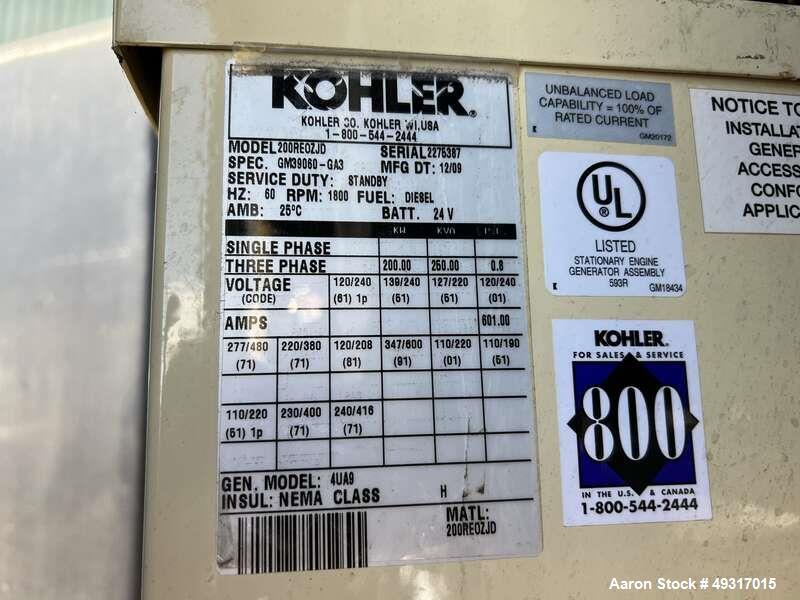 KOHLER®
KOHLER CO. KOHLER WI, USA
1-800-544-2444
MODEL 200REOZJD SERIAL 2275387
SPEC. GM39060-GA3 MFG DT: 12/09
SERVICE DUTY: STANDBY
HZ: 60 RPM: 1800 FUEL: DIESEL
AMB: 25°C BATT. 24 V
KW KVA
SINGLE PHASE
THREE PHASE 200.00 250.00 0.8
VOLTAGE 120/240 139/240 127/220 120/240
(CODE) (61) 1p (51) (61) (01)
AMPS 601.00
277/480 220/380 120/208 347/600 110/220 110/190
(71) (71) (81) (91) (01) (51)
110/220 230/400 240/416
(51) 1p (71) (71)
GEN. MODEL: 4UA9
INSUL: NEMA CLASS H
MATL:
200REOZJD
UNBALANCED LOAD
CAPABILITY = 100% OF
RATED CURRENT
GM20172
UL®
LISTED
STATIONARY ENGINE
GENERATOR ASSEMBLY
593R
GM18434
KOHLER®
FOR SALES & SERVICE
800
IN THE U.S. & CANADA
1-800-544-2444
NOTICE TO
INSTALLA
GENER
ACCESS
CONFO
APPLIC
Aaron Stock # 49317015